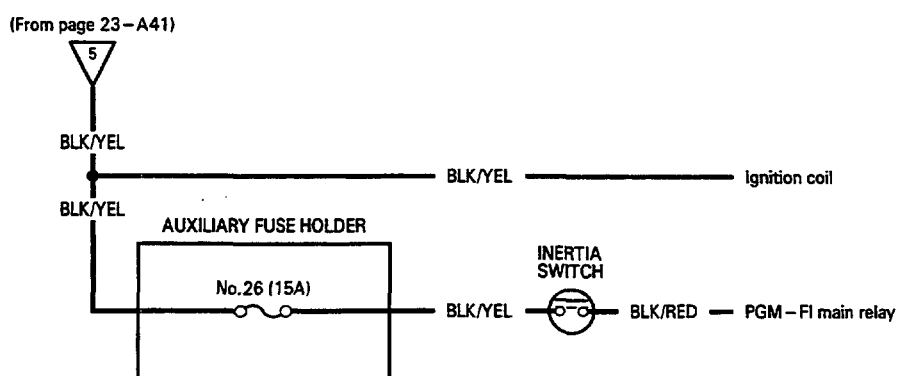 (From page 23-A41)
5
BLK/YEL
BLK/YEL
Ignition coil
BLK/YEL
AUXILIARY FUSE HOLDER
INERTIA
SWITCH
No.26 (15A)
BLK/YEL
BLK/RED
PGM-FI main relay